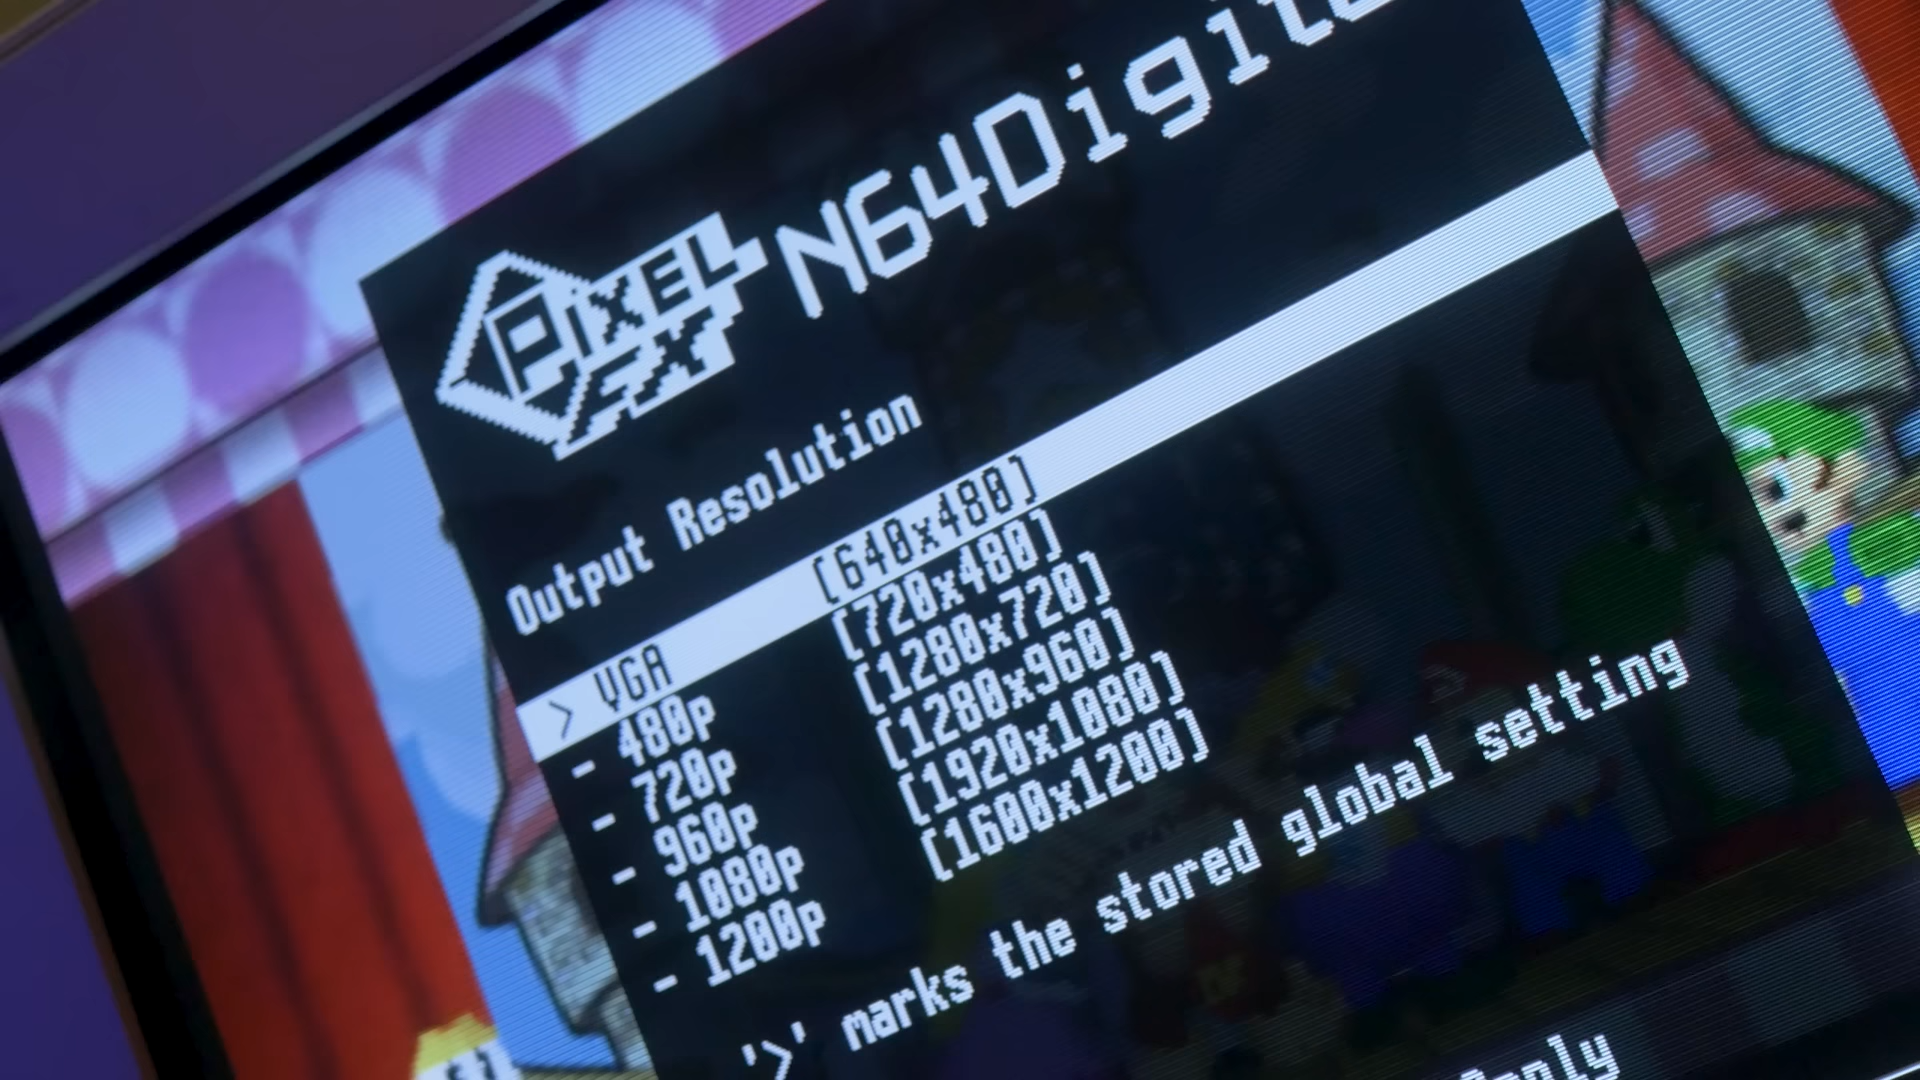 PixEL
FX
N64Digit
Output Resolution
> VGA [640x480]
- 480p [720x480]
- 720p [1280x720]
- 960p [1280x960]
- 1080p [1920x1080]
- 1200p [1600x1200]
'>' marks the stored global setting